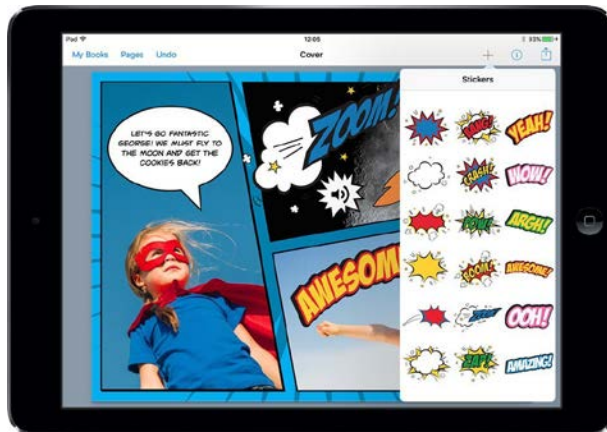 iPad
12:05
93%
My Books Pages Undo
Cover
Stickers
LET'S GO FANTASTIC
GEORGE! WE MUST FLY TO
THE MOON AND GET THE
COOKIES BACK!
ZOOM!
AWESOM
BANG!
YEAH!
CRASH!
WOW!
POW!
ARGH!
BOOM!
AWESOME!
ZOOM!
OOH!
ZAP!
AMAZING!